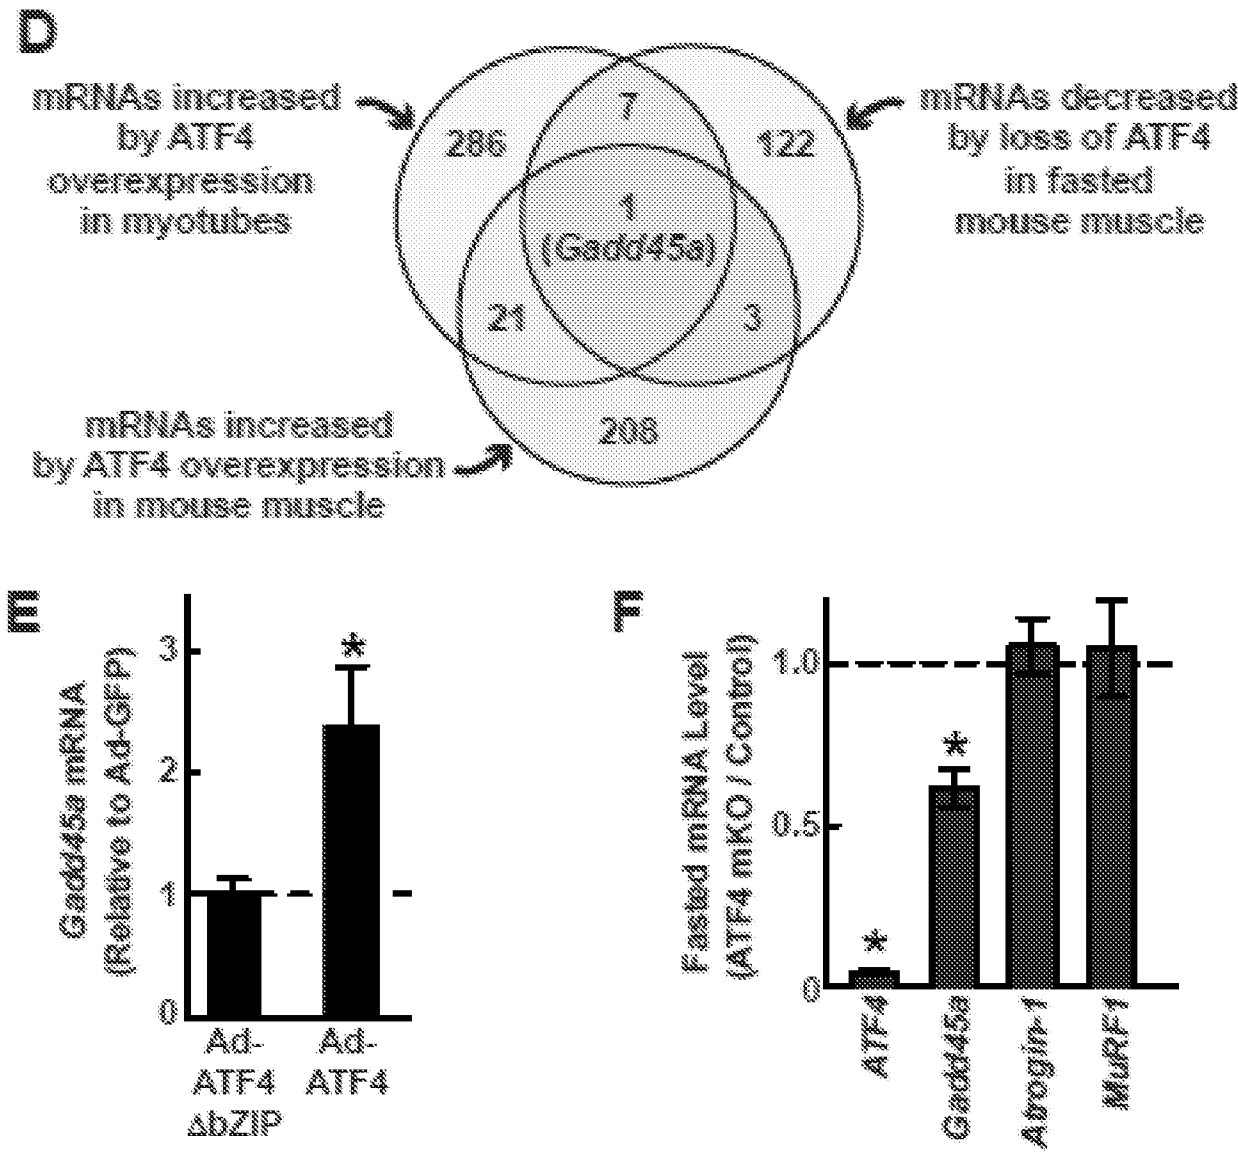 D
mRNAs increased
by ATF4
overexpression
in myotubes
286
7
122
mRNAs decreased
by loss of ATF4
in fasted
mouse muscle
1
(Gadd45a)
21
3
208
mRNAs increased
by ATF4 overexpression
in mouse muscle
E
Gadd45a mRNA
(Relative to Ad-GFP)
3
2
1
0
*
Ad-
ATF4
ΔbZIP
Ad-
ATF4
F
Fasted mRNA Level
(ATF4 mKO / Control)
1.0
0.5
0
*
*
ATF4
Gadd45a
Atrogin-1
MuRF1